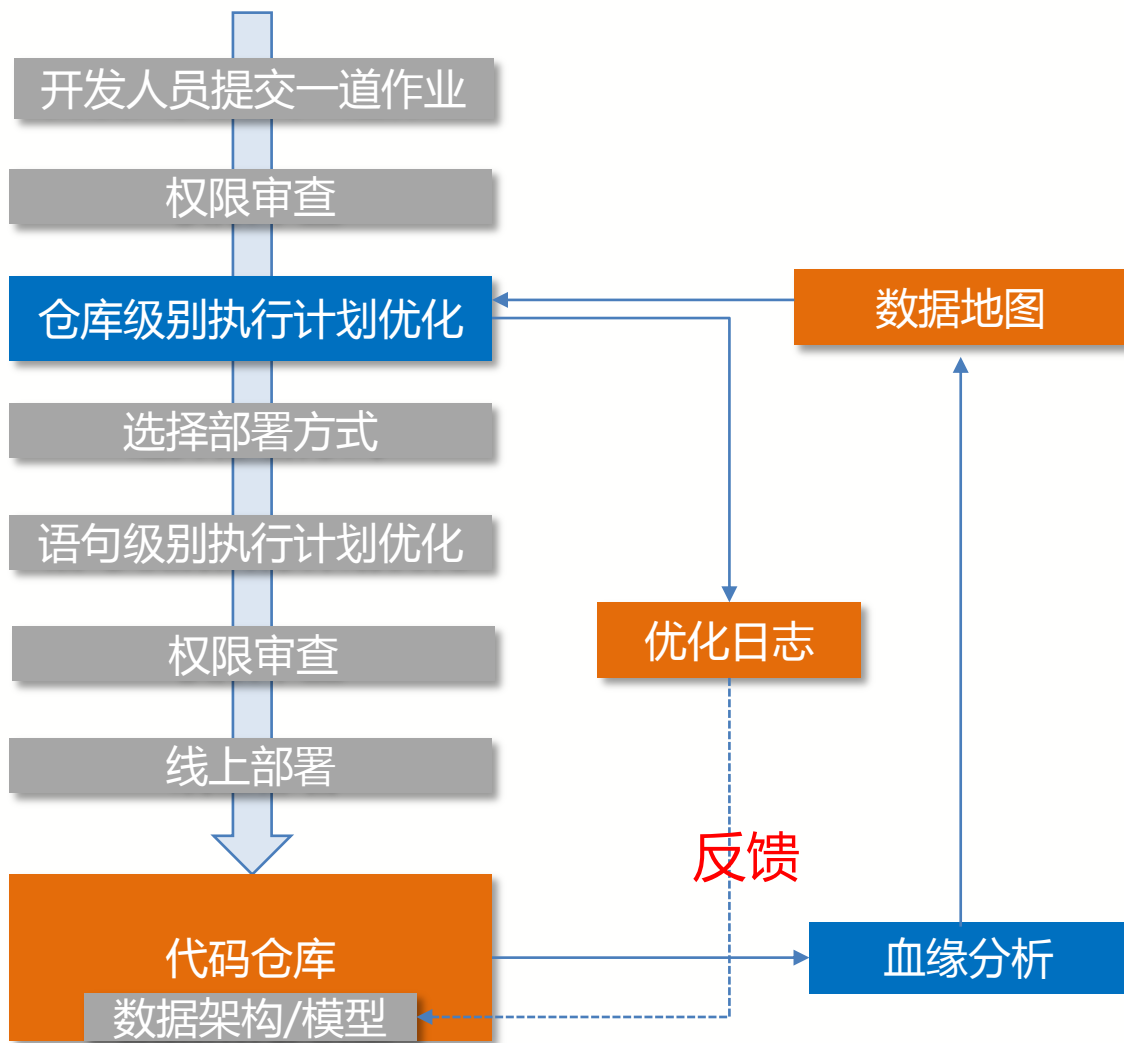 开发人员提交一道作业
权限审查
仓库级别执行计划优化
数据地图
选择部署方式
语句级别执行计划优化
优化日志
权限审查
线上部署
反馈
代码仓库
血缘分析
数据架构/模型